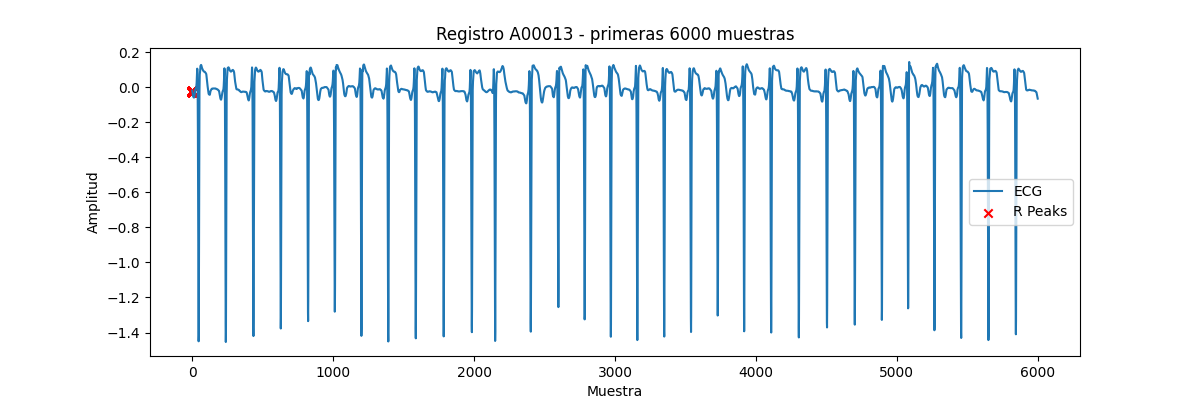 Registro A00013 - primeras 6000 muestras
Amplitud
0.2
0.0
−0.2
−0.4
−0.6
−0.8
−1.0
−1.2
−1.4
ECG
R Peaks
0 1000 2000 3000 4000 5000 6000
Muestra